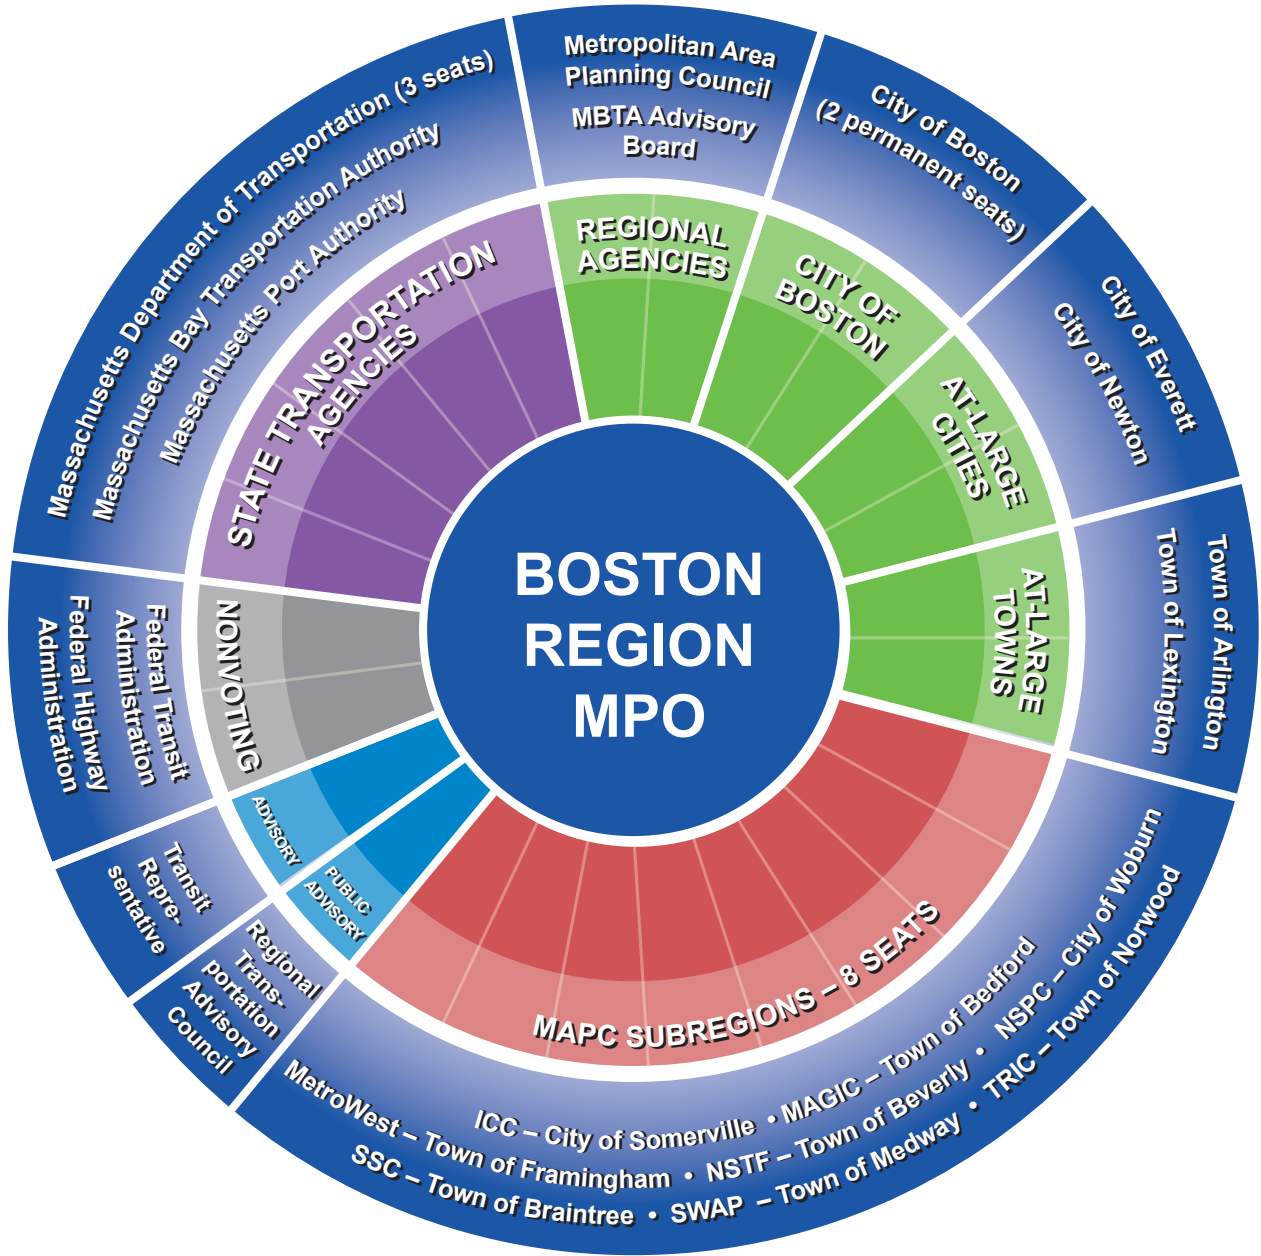 BOSTON
REGION
MPO
REGIONAL
AGENCIES
Metropolitan Area
Planning Council
MBTA Advisory
Board
CITY OF
BOSTON
City of Boston
(2 permanent seats)
AT-LARGE
CITIES
City of Everett
City of Newton
AT-LARGE
TOWNS
Town of Arlington
Town of Lexington
MAPC SUBREGIONS – 8 SEATS
ICC – City of Somerville • MAGIC – Town of Bedford
MetroWest – Town of Framingham • NSTF – Town of Beverly • NSPC – City of Woburn
SSC – Town of Braintree • SWAP – Town of Medway • TRIC – Town of Norwood
PUBLIC
ADVISORY
Regional
Trans-
portation
Advisory
Council
ADVISORY
Transit
Repre-
sentative
NONVOTING
Federal Transit
Administration
Federal Highway
Administration
STATE TRANSPORTATION
AGENCIES
Massachusetts Department of Transportation (3 seats)
Massachusetts Bay Transportation Authority
Massachusetts Port Authority